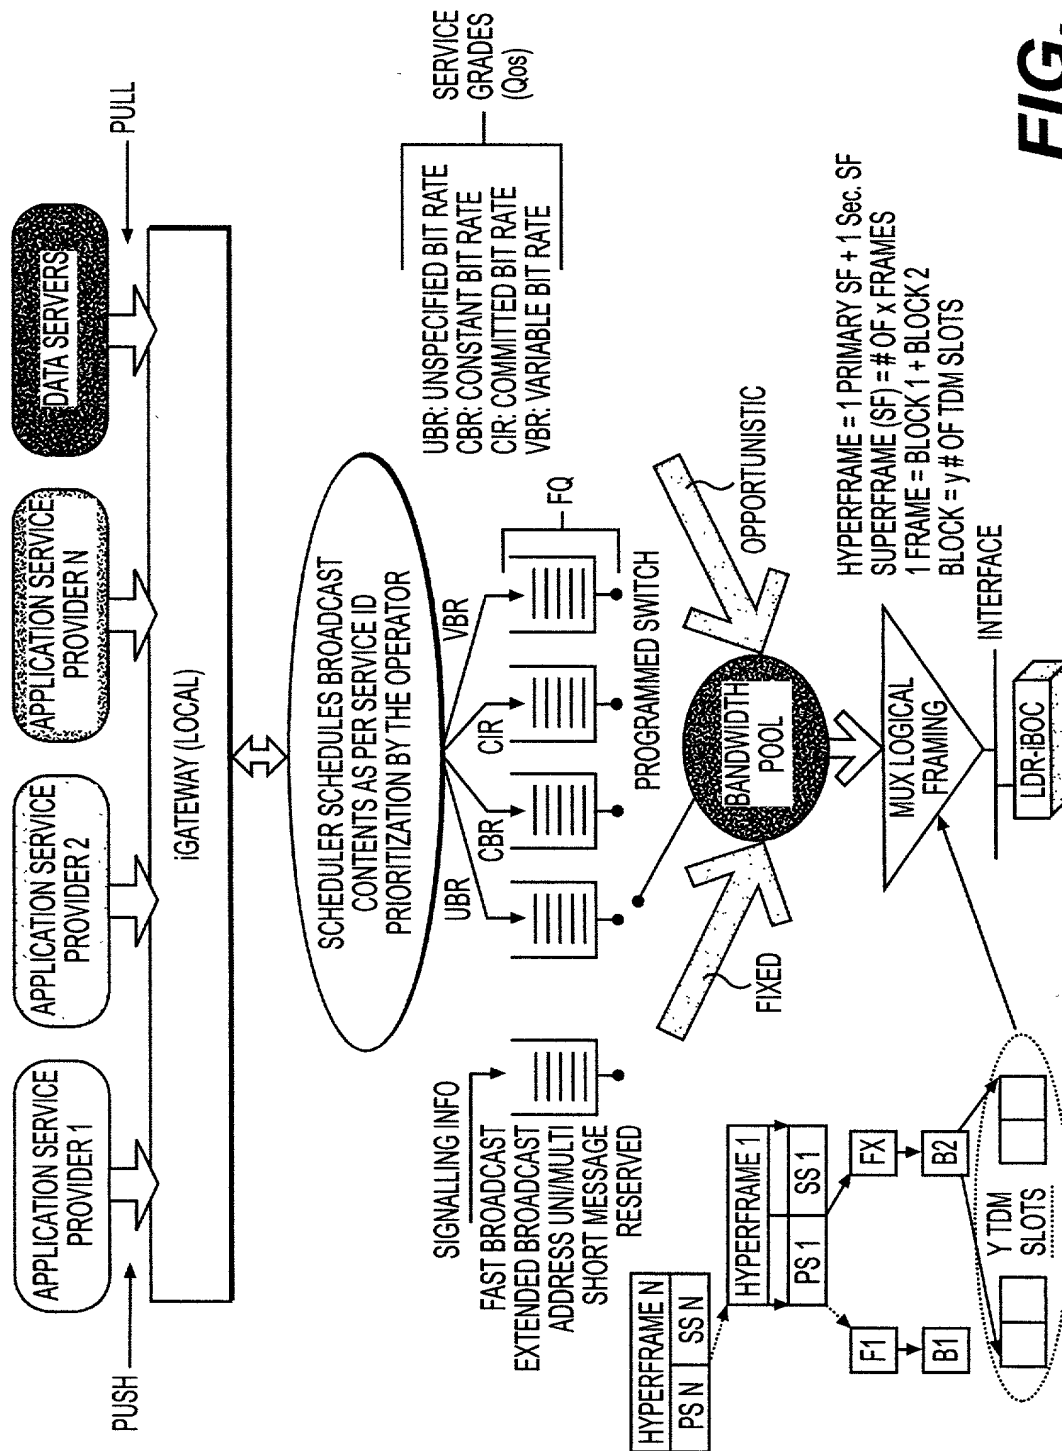 PUSH
APPLICATION SERVICE
PROVIDER 1
APPLICATION SERVICE
PROVIDER 2
APPLICATION SERVICE
PROVIDER N
DATA SERVERS
PULL
iGATEWAY (LOCAL)
SCHEDULER SCHEDULES BROADCAST
CONTENTS AS PER SERVICE ID
PRIORITIZATION BY THE OPERATOR
UBR: UNSPECIFIED BIT RATE
CBR: CONSTANT BIT RATE
CIR: COMMITTED BIT RATE
VBR: VARIABLE BIT RATE
SERVICE
GRADES
(Qos)
SIGNALLING INFO
FAST BROADCAST
EXTENDED BROADCAST
ADDRESS UNI/MULTI
SHORT MESSAGE
RESERVED
UBR
CBR
CIR
VBR
FQ
PROGRAMMED SWITCH
FIXED
BANDWIDTH
POOL
OPPORTUNISTIC
HYPERFRAME N
PS N
SS N
HYPERFRAME 1
PS 1
SS 1
F1
FX
B1
B2
Y TDM
SLOTS
MUX LOGICAL
FRAMING
HYPERFRAME = 1 PRIMARY SF + 1 Sec. SF
SUPERFRAME (SF) = # OF x FRAMES
1 FRAME = BLOCK 1 + BLOCK 2
BLOCK = y # OF TDM SLOTS
INTERFACE
LDR-iBOC
FIG.